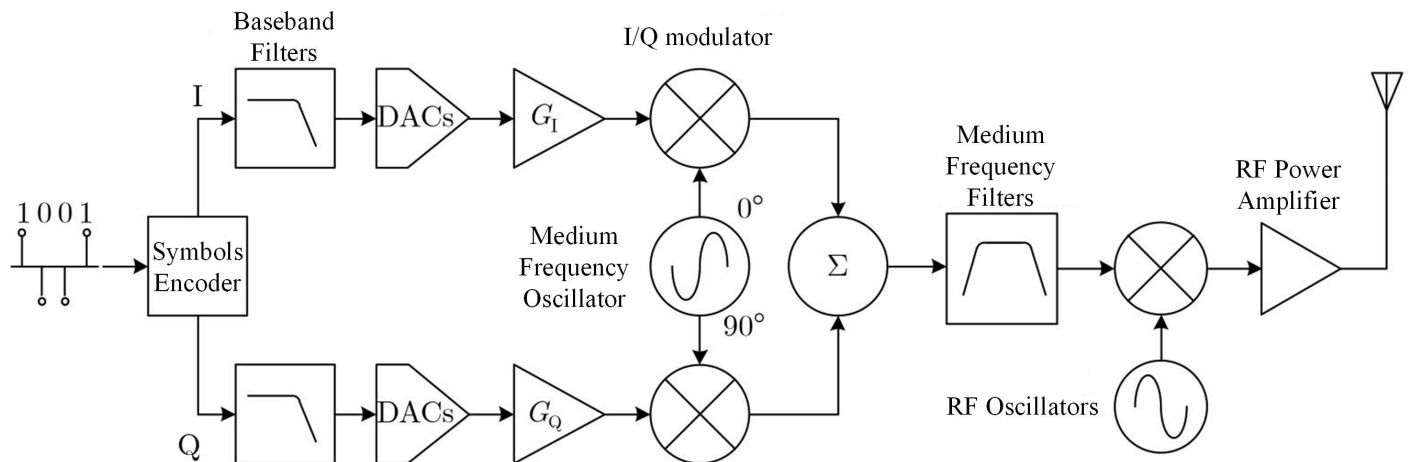 Baseband
Filters
I/Q modulator
I
DACs
G_I
Medium
Frequency
Filters
RF Power
Amplifier
1 0 0 1
Symbols
Encoder
0°
Medium
Frequency
Oscillator
Σ
90°
RF Oscillators
Q
DACs
G_Q